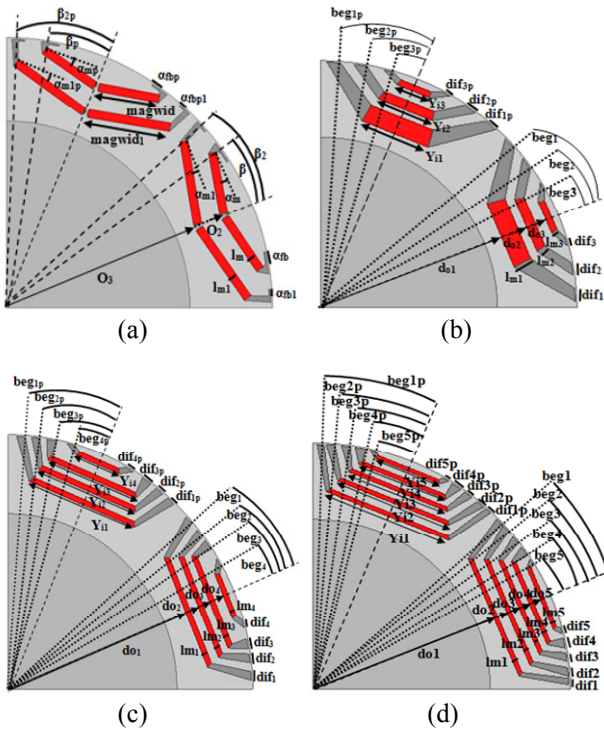 β2p
βp
αmp
αm1p
αfbp
αfbp1
magwid
magwid1
β2
β
αm1
αm
O2
lm
αfb
O3
lm1
αfb1
(a)
beg1p
beg2p
beg3p
dif3p
dif2p
dif1p
Yi3
Yi2
Yi1
beg1
beg2
beg3
do3
do2
lm3
dif3
do1
lm2
dif2
lm1
dif1
(b)
beg1p
beg2p
beg3p
beg4p
dif4p
dif3p
dif2p
dif1p
Yi4
Yi3
Yi2
Yi1
beg1
beg2
beg3
beg4
do4
do3
do2
lm4
dif4
lm3
do1
lm2
dif3
lm1
dif2
dif1
(c)
beg1p
beg2p
beg3p
beg4p
beg5p
dif5p
dif4p
dif3p
dif2p
dif1p
Yi5
Yi4
Yi3
Yi2
Yi1
beg1
beg2
beg3
beg4
beg5
do5
do4
do3
do2
lm5
lm4
dif5
do1
lm3
dif4
lm2
dif3
lm1
dif2
dif1
(d)